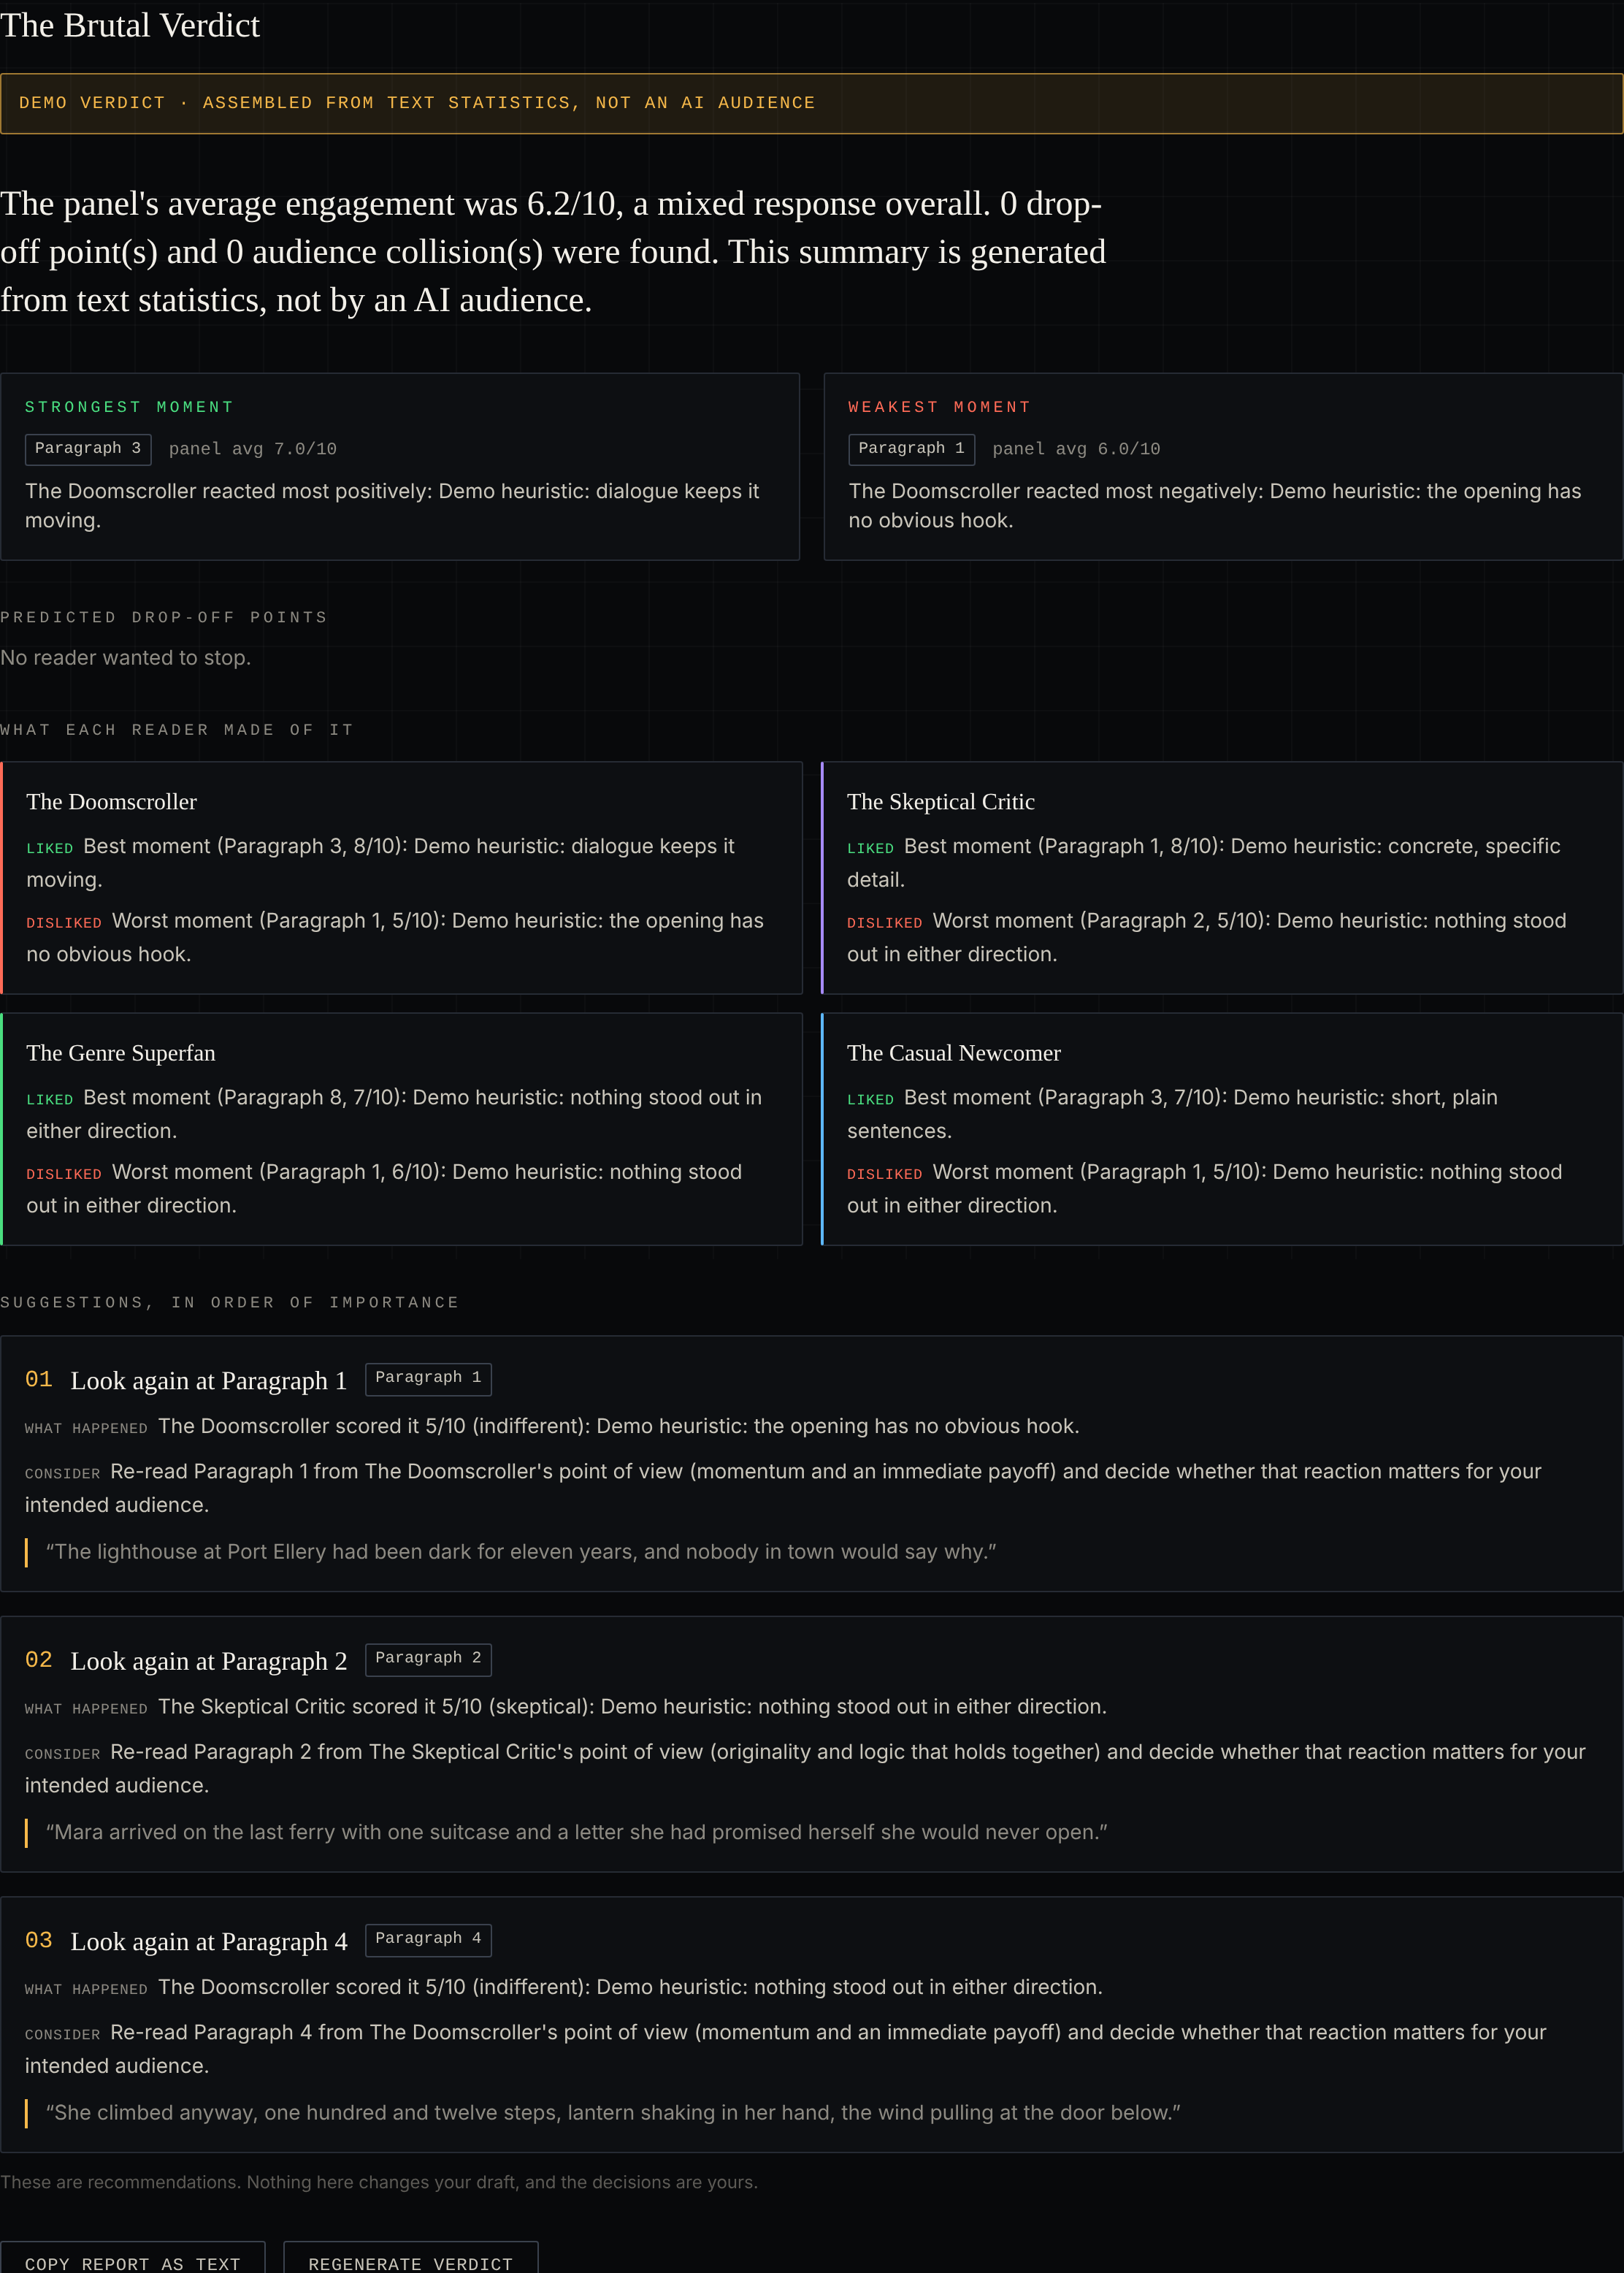 The Brutal Verdict
DEMO VERDICT · ASSEMBLED FROM TEXT STATISTICS, NOT AN AI AUDIENCE
The panel's average engagement was 6.2/10, a mixed response overall. 0 drop-
off point(s) and 0 audience collision(s) were found. This summary is generated
from text statistics, not by an AI audience.
STRONGEST MOMENT
Paragraph 3 panel avg 7.0/10
The Doomscroller reacted most positively: Demo heuristic: dialogue keeps it
moving.
WEAKEST MOMENT
Paragraph 1 panel avg 6.0/10
The Doomscroller reacted most negatively: Demo heuristic: the opening has
no obvious hook.
PREDICTED DROP-OFF POINTS
No reader wanted to stop.
WHAT EACH READER MADE OF IT
The Doomscroller
LIKED Best moment (Paragraph 3, 8/10): Demo heuristic: dialogue keeps it
moving.
DISLIKED Worst moment (Paragraph 1, 5/10): Demo heuristic: the opening has
no obvious hook.
The Skeptical Critic
LIKED Best moment (Paragraph 1, 8/10): Demo heuristic: concrete, specific
detail.
DISLIKED Worst moment (Paragraph 2, 5/10): Demo heuristic: nothing stood
out in either direction.
The Genre Superfan
LIKED Best moment (Paragraph 8, 7/10): Demo heuristic: nothing stood out in
either direction.
DISLIKED Worst moment (Paragraph 1, 6/10): Demo heuristic: nothing stood
out in either direction.
The Casual Newcomer
LIKED Best moment (Paragraph 3, 7/10): Demo heuristic: short, plain
sentences.
DISLIKED Worst moment (Paragraph 1, 5/10): Demo heuristic: nothing stood
out in either direction.
SUGGESTIONS, IN ORDER OF IMPORTANCE
01 Look again at Paragraph 1 Paragraph 1
WHAT HAPPENED The Doomscroller scored it 5/10 (indifferent): Demo heuristic: the opening has no obvious hook.
CONSIDER Re-read Paragraph 1 from The Doomscroller's point of view (momentum and an immediate payoff) and decide whether that reaction matters for your
intended audience.
“The lighthouse at Port Ellery had been dark for eleven years, and nobody in town would say why.”
02 Look again at Paragraph 2 Paragraph 2
WHAT HAPPENED The Skeptical Critic scored it 5/10 (skeptical): Demo heuristic: nothing stood out in either direction.
CONSIDER Re-read Paragraph 2 from The Skeptical Critic's point of view (originality and logic that holds together) and decide whether that reaction matters for your
intended audience.
“Mara arrived on the last ferry with one suitcase and a letter she had promised herself she would never open.”
03 Look again at Paragraph 4 Paragraph 4
WHAT HAPPENED The Doomscroller scored it 5/10 (indifferent): Demo heuristic: nothing stood out in either direction.
CONSIDER Re-read Paragraph 4 from The Doomscroller's point of view (momentum and an immediate payoff) and decide whether that reaction matters for your
intended audience.
“She climbed anyway, one hundred and twelve steps, lantern shaking in her hand, the wind pulling at the door below.”
These are recommendations. Nothing here changes your draft, and the decisions are yours.
COPY REPORT AS TEXT
REGENERATE VERDICT